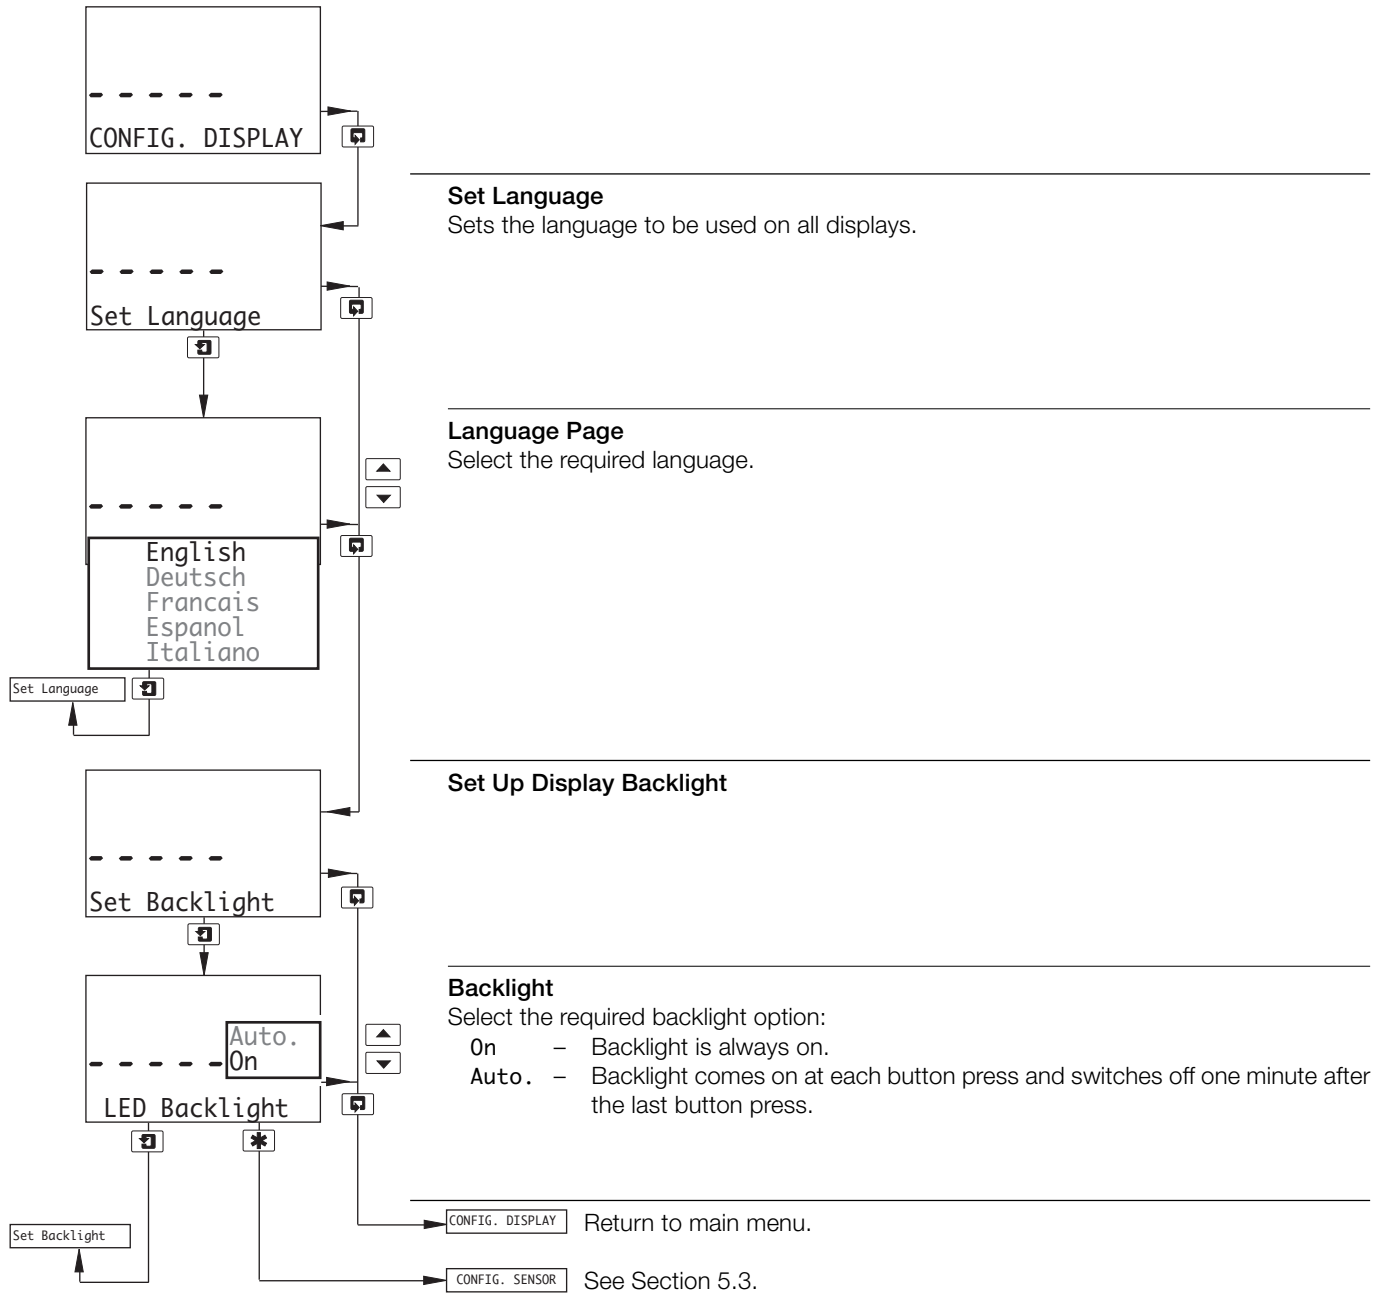 CONFIG. DISPLAY
Set Language
Sets the language to be used on all displays.
Set Language
Language Page
Select the required language.
English
Deutsch
Francais
Espanol
Italiano
Set Language
Set Up Display Backlight
Set Backlight
Backlight
Select the required backlight option:
On – Backlight is always on.
Auto. – Backlight comes on at each button press and switches off one minute after
the last button press.
Auto.
On
LED Backlight
Set Backlight
CONFIG. DISPLAY Return to main menu.
CONFIG. SENSOR See Section 5.3.